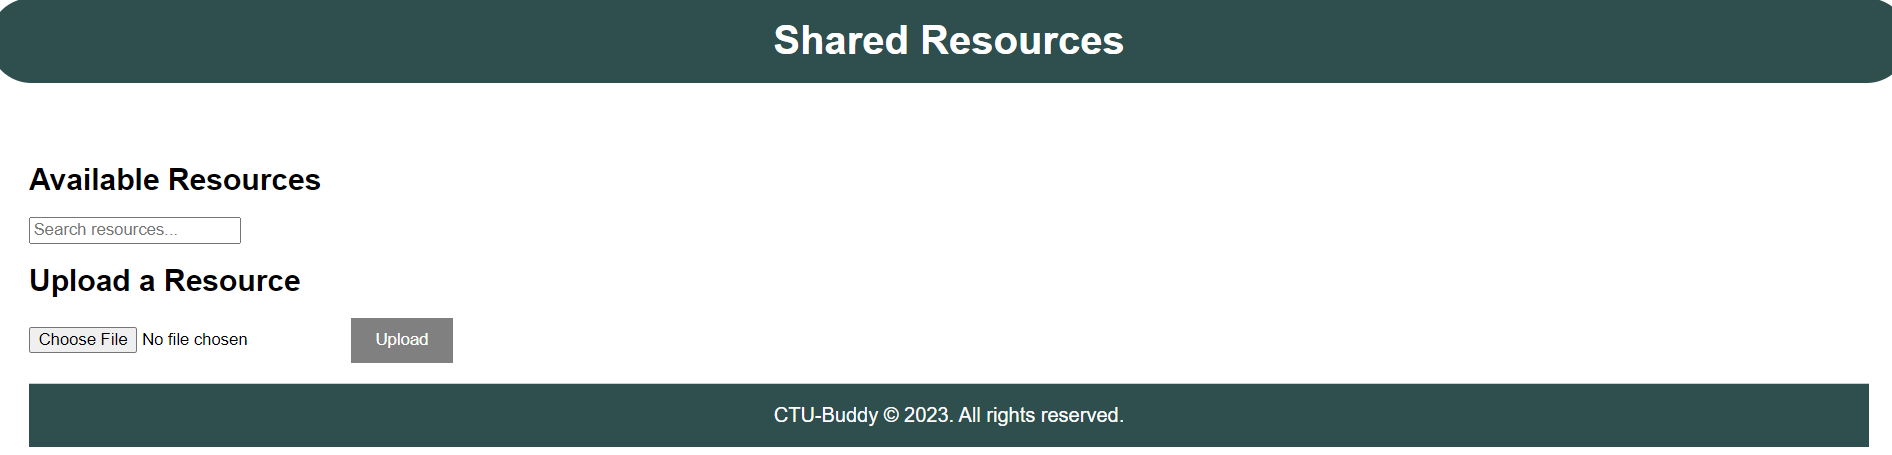 Shared Resources
Available Resources
Search resources...
Upload a Resource
Choose File No file chosen Upload
CTU-Buddy © 2023. All rights reserved.